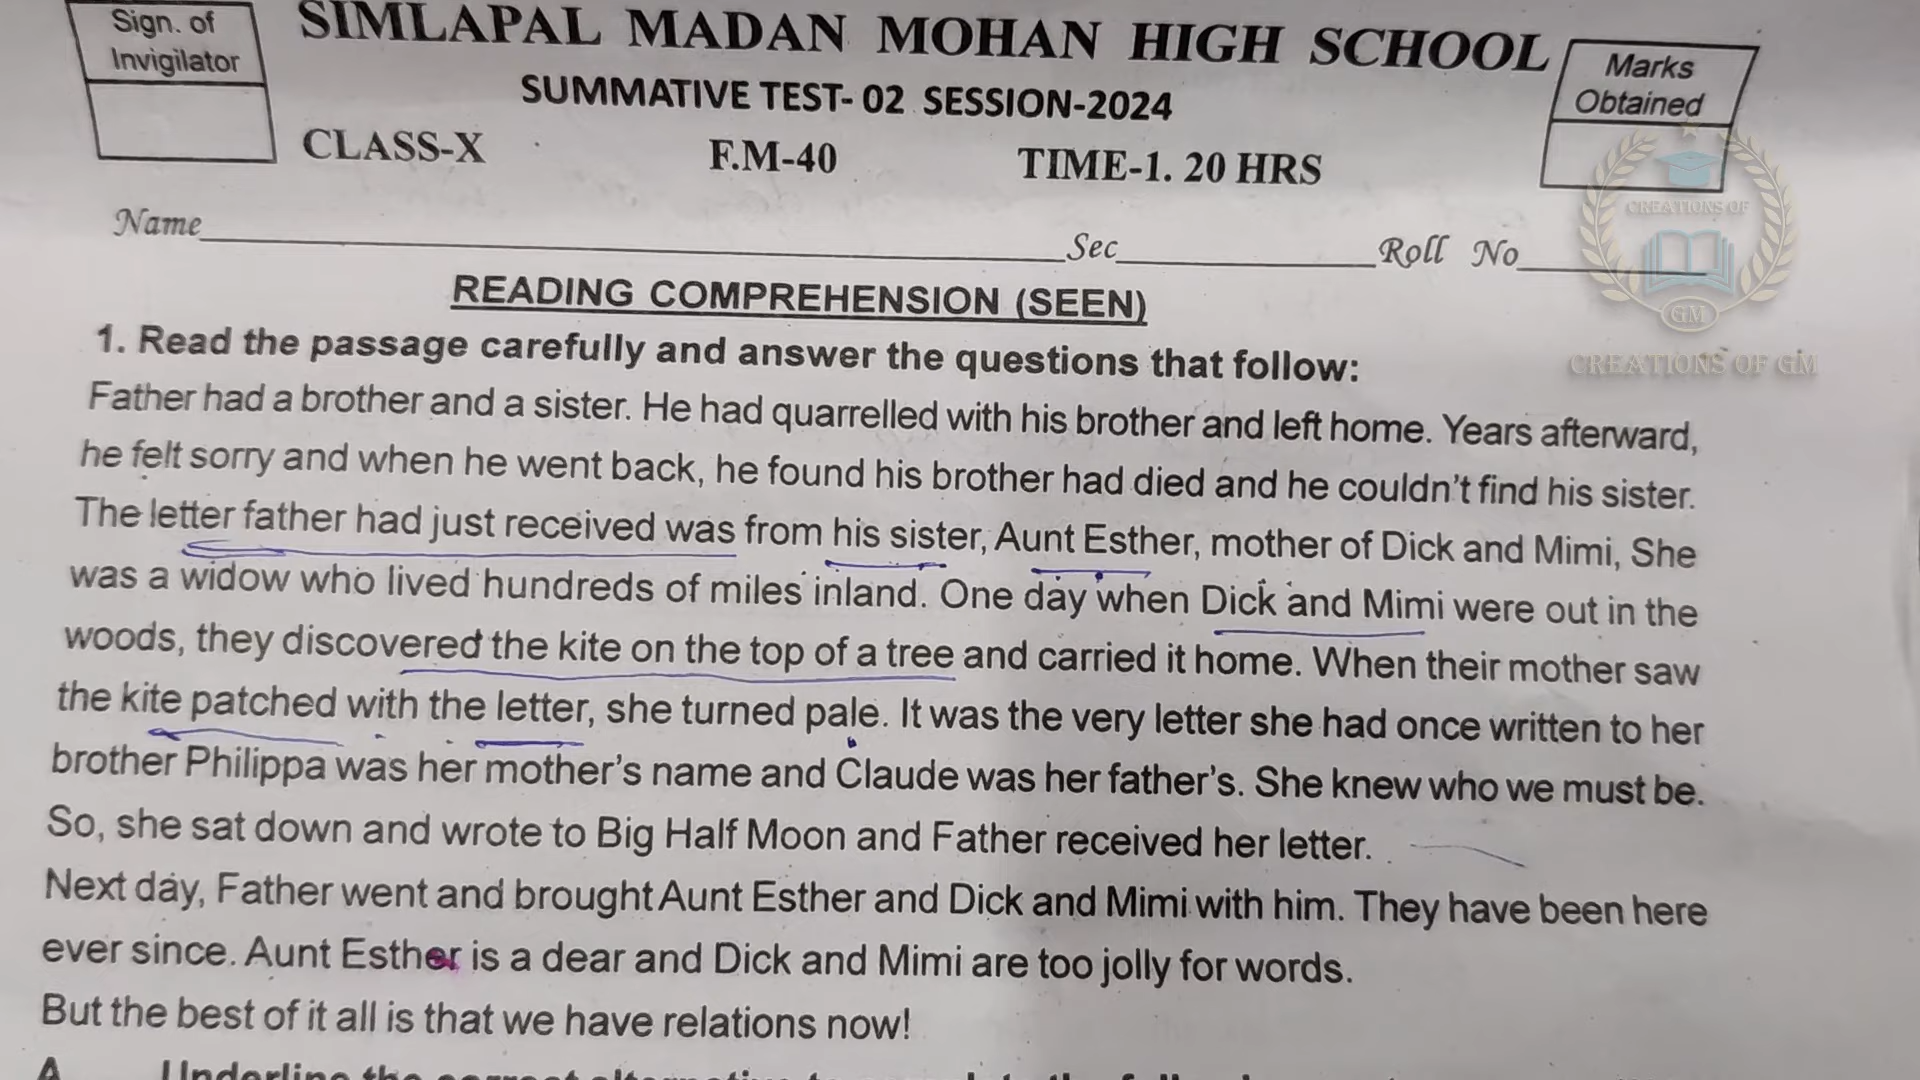 Sign. of
Invigilator
SIMLAPAL MADAN MOHAN HIGH SCHOOL
Marks
Obtained
SUMMATIVE TEST- 02 SESSION-2024
CLASS-X F.M-40 TIME-1. 20 HRS
Name Sec Roll No
CREATIONS OF
GM
CREATIONS OF GM
READING COMPREHENSION (SEEN)
1. Read the passage carefully and answer the questions that follow:
Father had a brother and a sister. He had quarrelled with his brother and left home. Years afterward,
he felt sorry and when he went back, he found his brother had died and he couldn't find his sister.
The letter father had just received was from his sister, Aunt Esther, mother of Dick and Mimi, She
was a widow who lived hundreds of miles inland. One day when Dick and Mimi were out in the
woods, they discovered the kite on the top of a tree and carried it home. When their mother saw
the kite patched with the letter, she turned pale. It was the very letter she had once written to her
brother Philippa was her mother's name and Claude was her father's. She knew who we must be.
So, she sat down and wrote to Big Half Moon and Father received her letter.
Next day, Father went and brought Aunt Esther and Dick and Mimi with him. They have been here
ever since. Aunt Esther is a dear and Dick and Mimi are too jolly for words.
But the best of it all is that we have relations now!
A Underline the correct alternative to